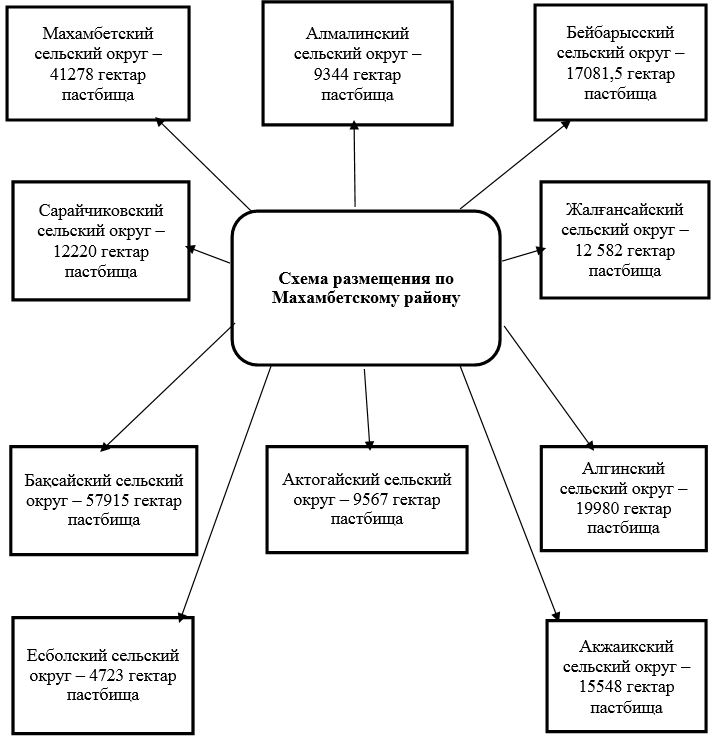 Махамбетский
сельский округ –
41278 гектар
пастбища
Алмалинский
сельский округ –
9344 гектар
пастбища
Бейбарысский
сельский округ –
17081,5 гектар
пастбища
Сарайчиковский
сельский округ –
12220 гектар
пастбища
Жалғансайский
сельский округ –
12 582 гектар
пастбища
Схема размещения по
Махамбетскому району
Бақсайский сельский
округ – 57915 гектар
пастбища
Актогайский сельский
округ – 9567 гектар
пастбища
Алгинский
сельский округ –
19980 гектар
пастбища
Есболский сельский
округ – 4723 гектар
пастбища
Акжаикский
сельский округ –
15548 гектар
пастбища